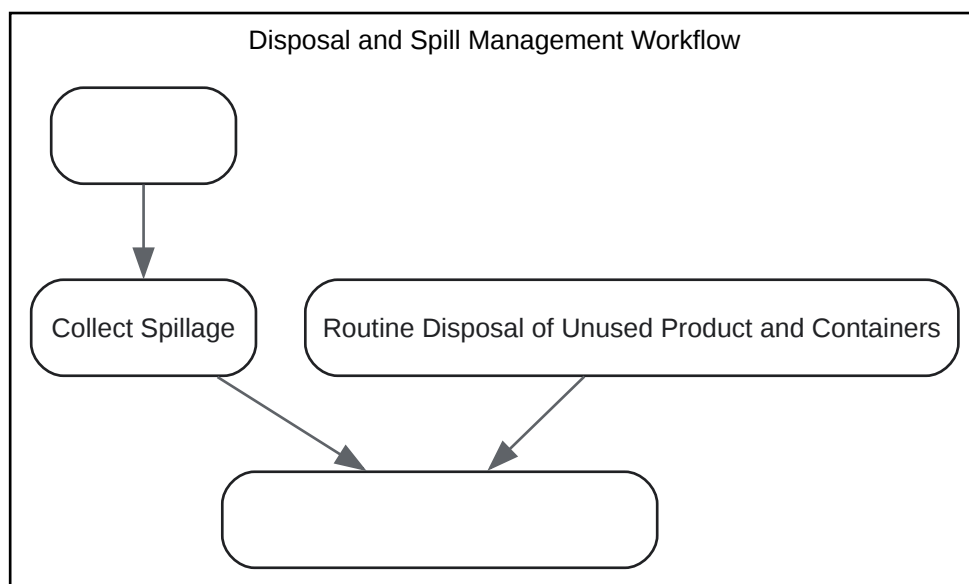 Disposal and Spill Management Workflow
Collect Spillage
Routine Disposal of Unused Product and Containers